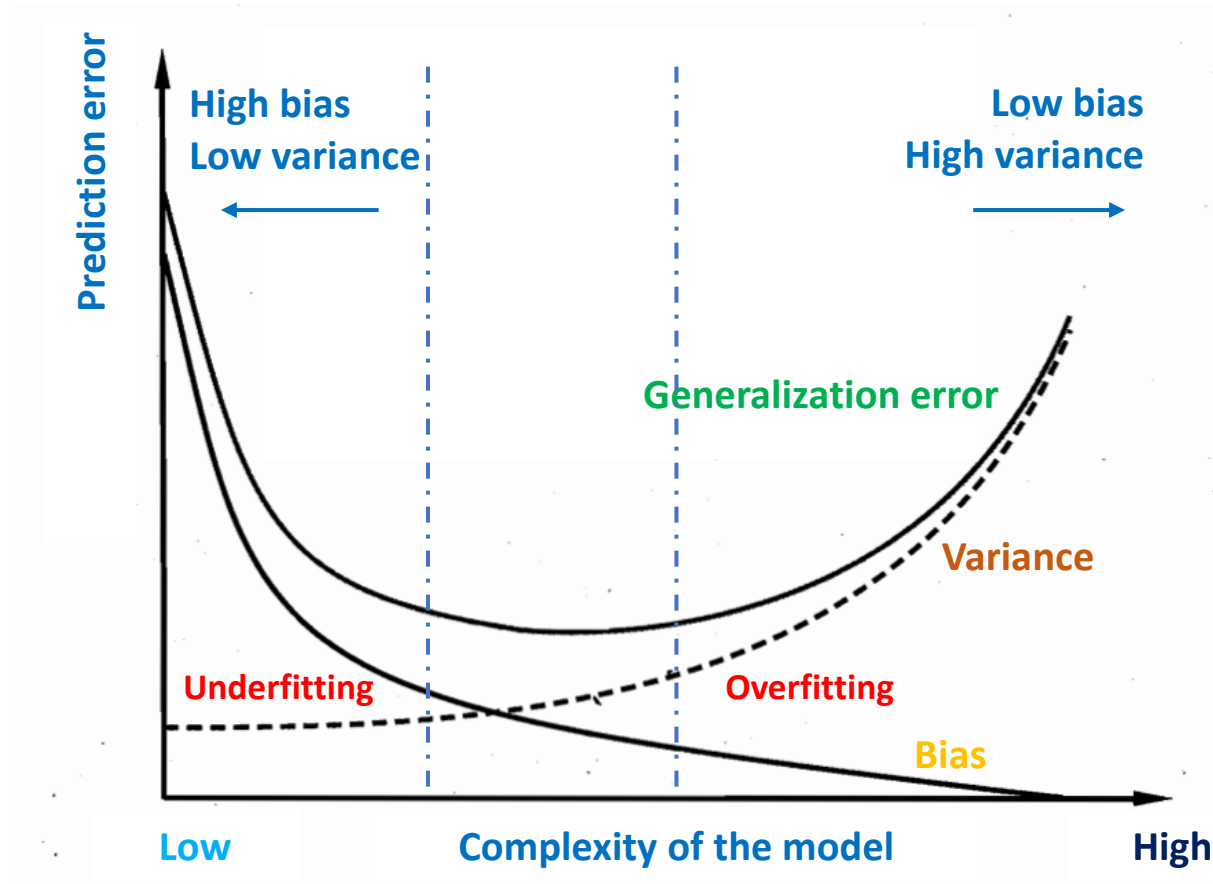 Prediction error
High bias
Low variance
Low bias
High variance
Generalization error
Variance
Underfitting
Overfitting
Bias
Low
Complexity of the model
High